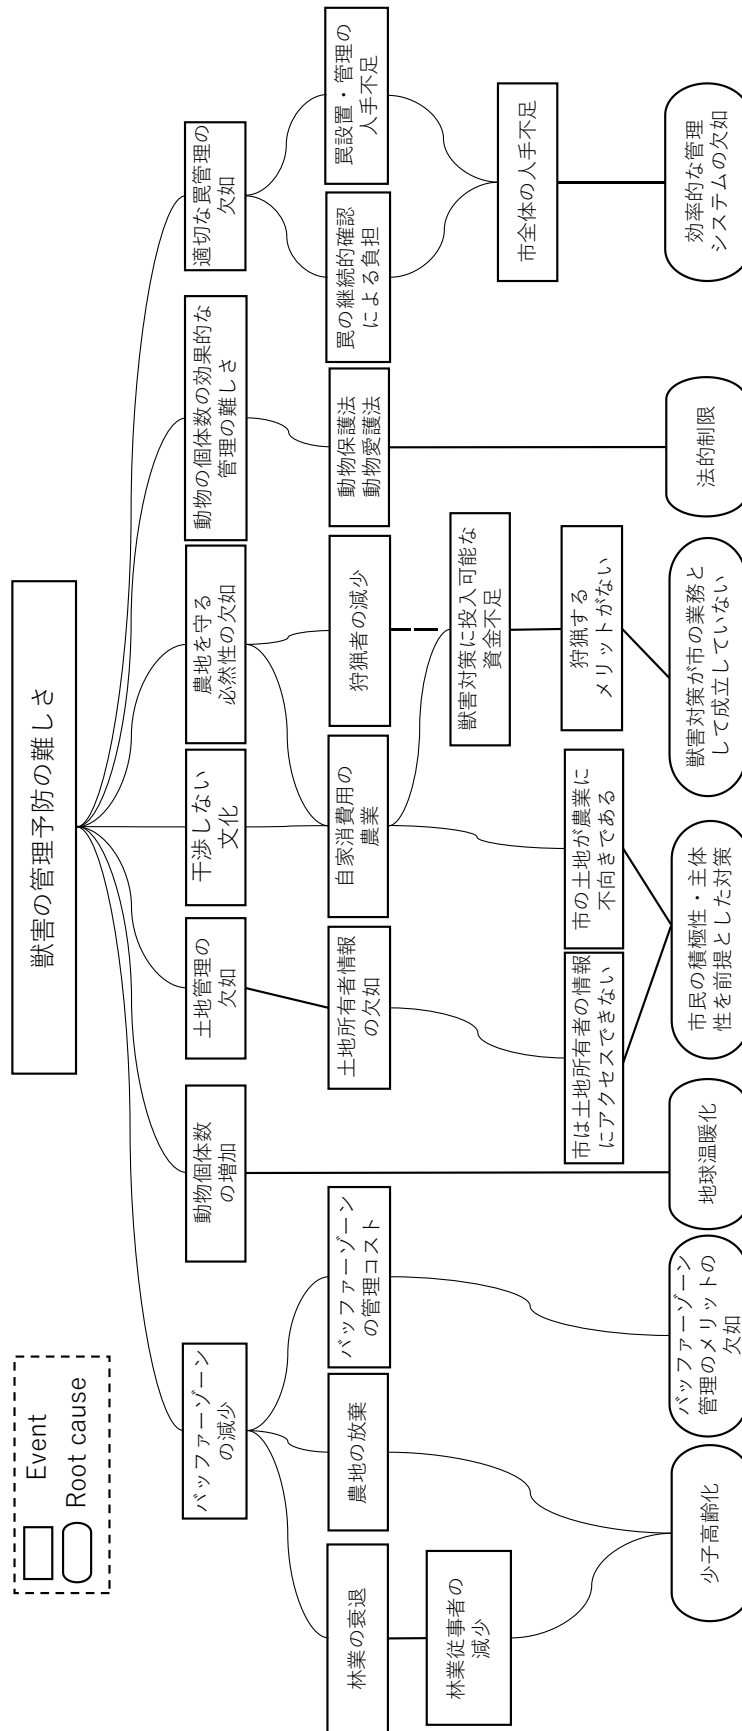 Event
Root cause
獣害の管理予防の難しさ
バッファーゾーン
の減少
動物個体数
の増加
土地管理の
欠如
干渉しない
文化
農地を守る
必然性の欠如
動物の個体数の効果的な
管理の難しさ
適切な罠管理の
欠如
林業の衰退
農地の放棄
バッファーゾーン
の管理コスト
土地所有者情報
の欠如
自家消費用の
農業
狩猟者の減少
動物保護法
動物愛護法
罠の継続的確認
による負担
罠設置・管理の
人手不足
林業従事者の
減少
獣害対策に投入可能な
資金不足
市全体の人手不足
市は土地所有者の情報
にアクセスできない
市の土地が農業に
不向きである
狩猟する
メリットがない
少子高齢化
バッファーゾーン
管理のメリットの
欠如
地球温暖化
市民の積極性・主体
性を前提とした対策
獣害対策が市の業務と
して成立していない
法的制限
効率的な管理
システムの欠如